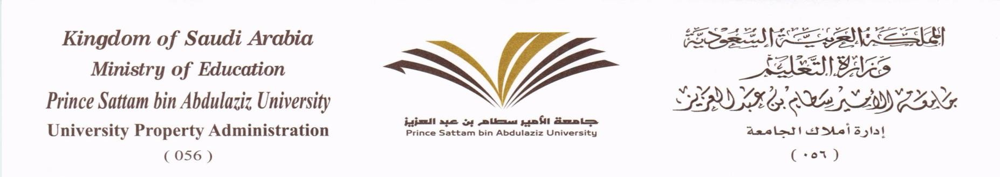 Kingdom of Saudi Arabia
Ministry of Education
Prince Sattam bin Abdulaziz University
University Property Administration
( 056 )
جامعة الأمير سطام بن عبد العزيز
Prince Sattam bin Abdulaziz University
المملكة العربية السعودية
وزارة التعليم
جامعة الأمير سطام بن عبد العزيز
إدارة أملاك الجامعة
( ٠٥٦ )